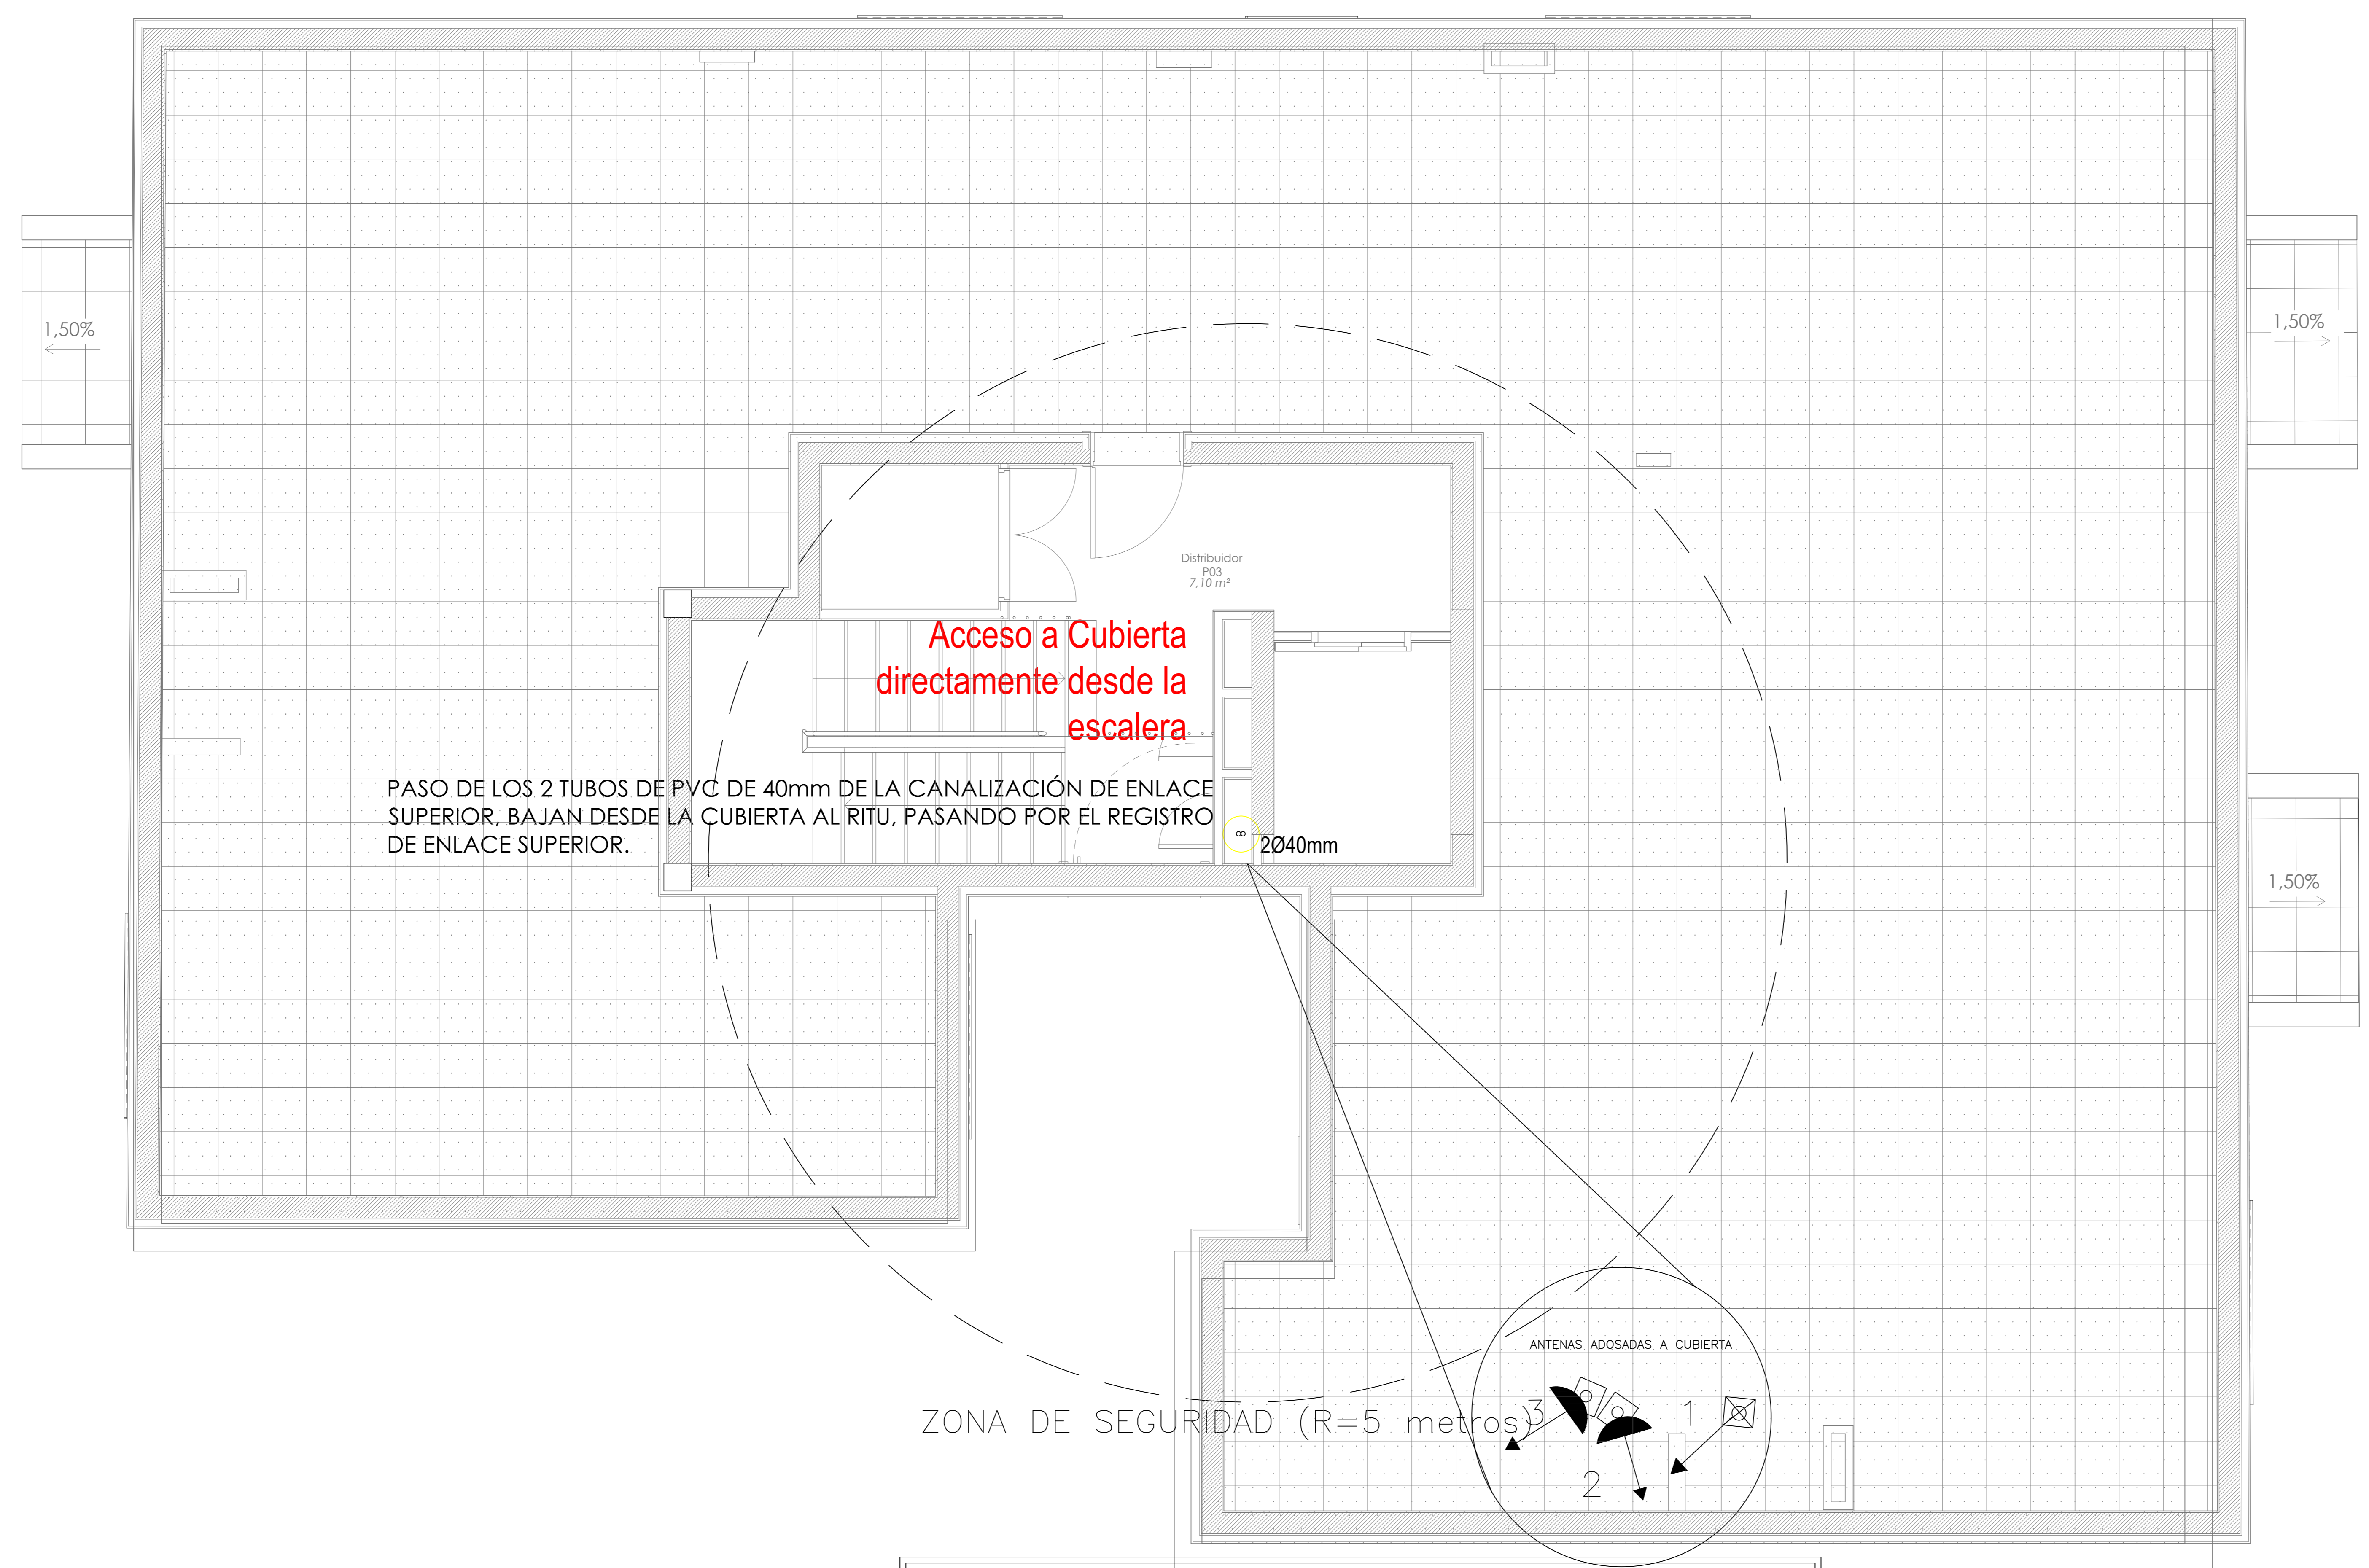 1,50%
1,50%
Distribuidor
P03
7,10 m²
Acceso a Cubierta
directamente desde la
escalera
PASO DE LOS 2 TUBOS DE PVC DE 40mm DE LA CANALIZACIÓN DE ENLACE
SUPERIOR, BAJAN DESDE LA CUBIERTA AL RITU, PASANDO POR EL REGISTRO
DE ENLACE SUPERIOR.
2Ø40mm
1,50%
ANTENAS ADOSADAS A CUBIERTA
ZONA DE SEGURIDAD (R=5 metros)
3
1
2